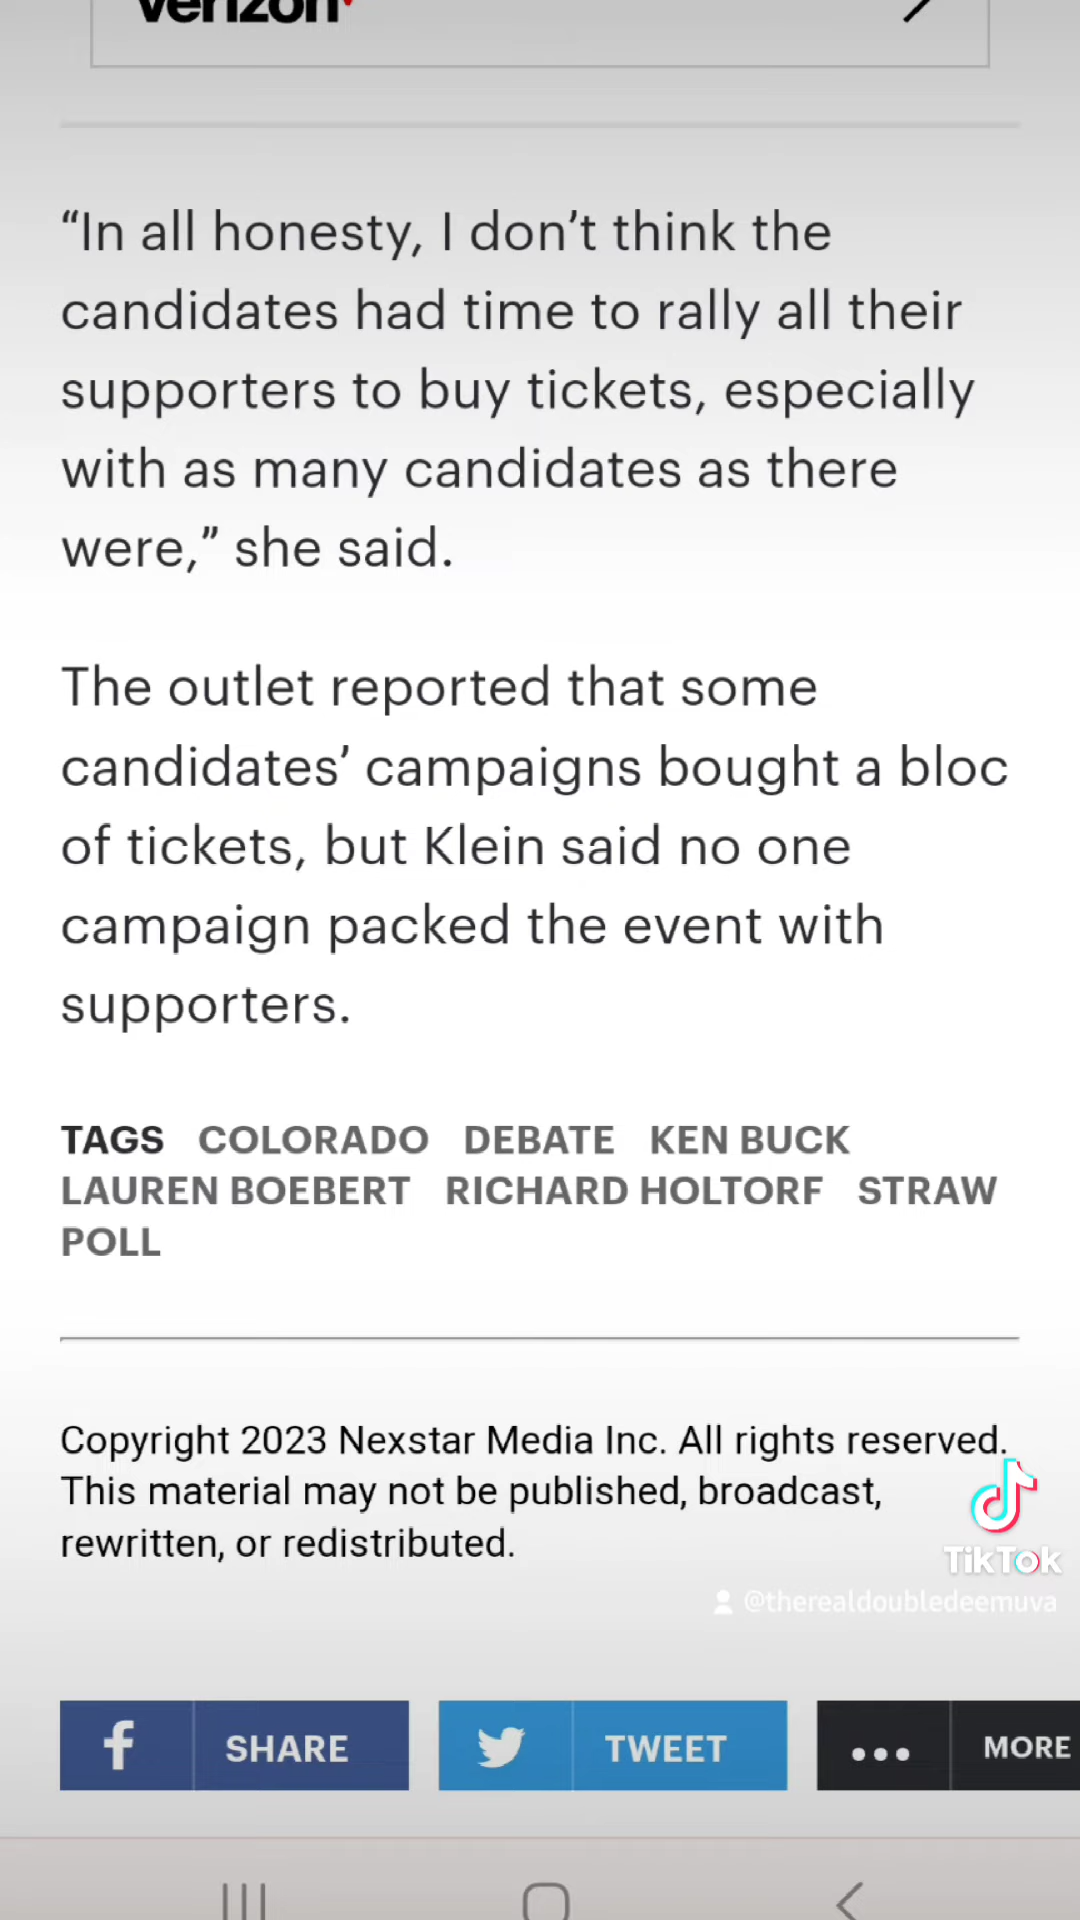 verizon
“In all honesty, I don’t think the
candidates had time to rally all their
supporters to buy tickets, especially
with as many candidates as there
were,” she said.
The outlet reported that some
candidates’ campaigns bought a bloc
of tickets, but Klein said no one
campaign packed the event with
supporters.
TAGS COLORADO DEBATE KEN BUCK
LAUREN BOEBERT RICHARD HOLTORF STRAW
POLL
Copyright 2023 Nexstar Media Inc. All rights reserved.
This material may not be published, broadcast,
rewritten, or redistributed.
TikTok
@therealdoubledeemuva
SHARE TWEET MORE